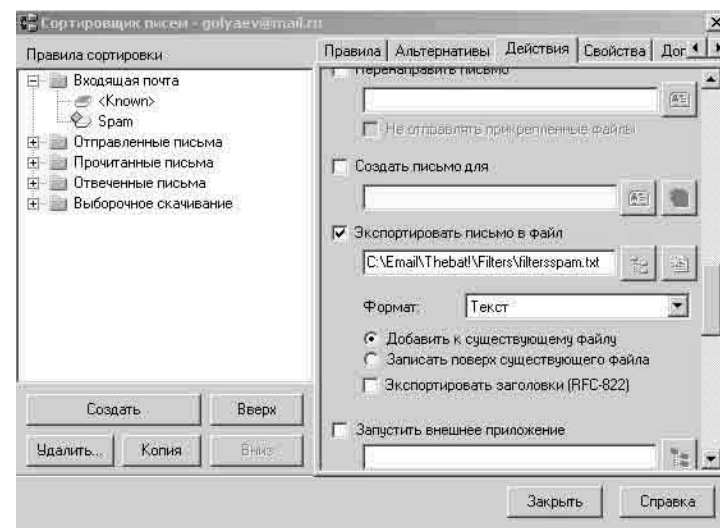 Сортировщик писем - golyaev@mail.ru
Правила сортировки
Входящая почта
<Known>
Spam
Отправленные письма
Прочитанные письма
Отвеченные письма
Выборочное скачивание
Создать
Вверх
Удалить...
Копия
Вниз
Правила
Альтернативы
Действия
Свойства
Доп
Перенаправить письмо
Не отправлять прикрепленные файлы
Создать письмо для
Экспортировать письмо в файл
C:\Email\Thebat!\Filters\filtersspam.txt
Формат:
Текст
Добавить к существующему файлу
Записать поверх существующего файла
Экспортировать заголовки (RFC-822)
Запустить внешнее приложение
Закрыть
Справка